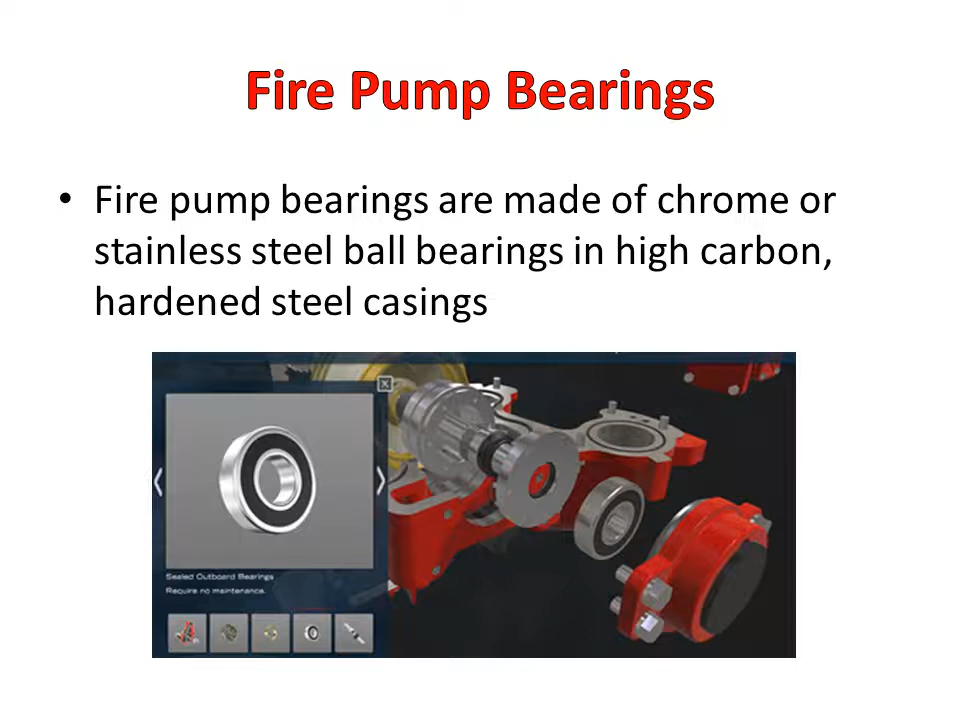 Fire Pump Bearings
• Fire pump bearings are made of chrome or
stainless steel ball bearings in high carbon,
hardened steel casings
Sealed Outboard Bearings
Require no maintenance.